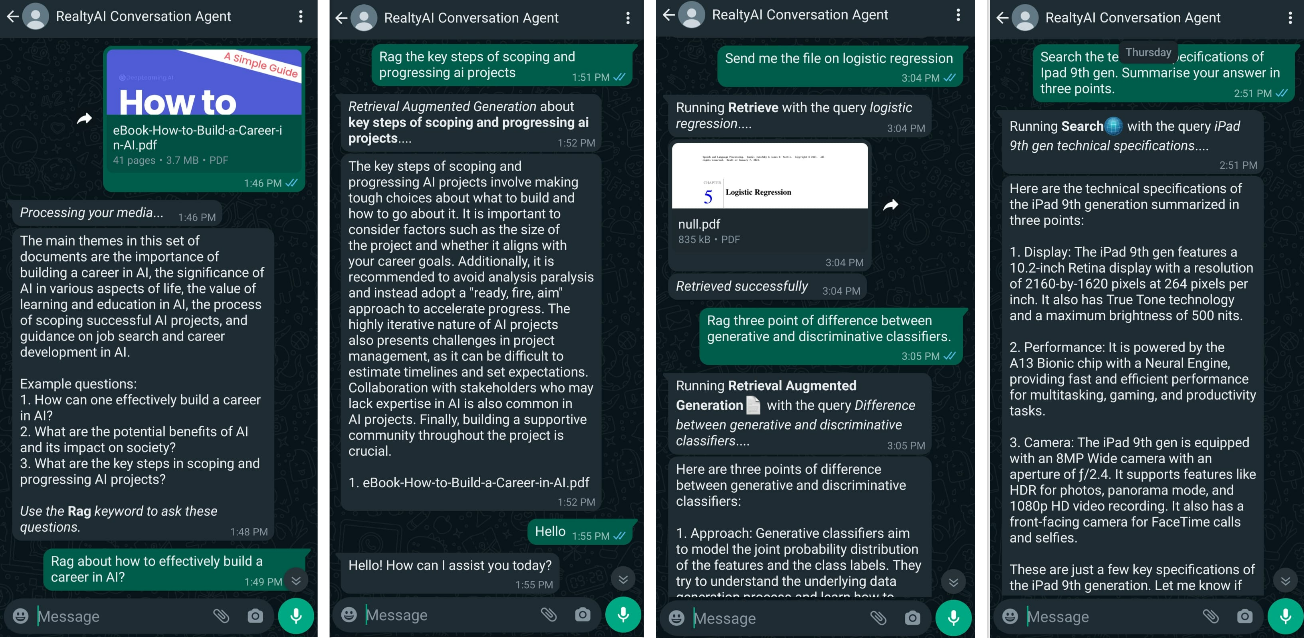 RealtyAI Conversation Agent
A Simple Guide
How to
eBook-How-to-Build-a-Career-i
n-AI.pdf
41 pages • 3.7 MB • PDF
1:46 PM
Processing your media... 1:46 PM
The main themes in this set of
documents are the importance of
building a career in AI, the significance of
AI in various aspects of life, the value of
learning and education in AI, the process
of scoping successful AI projects, and
guidance on job search and career
development in AI.
Example questions:
1. How can one effectively build a career
in AI?
2. What are the potential benefits of AI
and its impact on society?
3. What are the key steps in scoping and
progressing AI projects?
Use the Rag keyword to ask these
questions.
1:48 PM
Rag about how to effectively build a
career in AI?
1:49 PM
Message
RealtyAI Conversation Agent
Rag the key steps of scoping and
progressing ai projects
1:51 PM
Retrieval Augmented Generation about
key steps of scoping and progressing ai
projects....
1:52 PM
The key steps of scoping and
progressing AI projects involve making
tough choices about what to build and
how to go about it. It is important to
consider factors such as the size of
the project and whether it aligns with
your career goals. Additionally, it is
recommended to avoid analysis paralysis
and instead adopt a "ready, fire, aim"
approach to accelerate progress. The
highly iterative nature of AI projects
also presents challenges in project
management, as it can be difficult to
estimate timelines and set expectations.
Collaboration with stakeholders who may
lack expertise in AI is also common in
AI projects. Finally, building a supportive
community throughout the project is
crucial.
1. eBook-How-to-Build-a-Career-in-AI.pdf
1:52 PM
Hello 1:55 PM
Hello! How can I assist you today?
1:55 PM
Message
RealtyAI Conversation Agent
Send me the file on logistic regression
3:04 PM
Running Retrieve with the query logistic
regression....
3:04 PM
5
Logistic Regression
null.pdf
835 kB • PDF
3:04 PM
Retrieved successfully 3:04 PM
Rag three point of difference between
generative and discriminative classifiers.
3:05 PM
Running Retrieval Augmented
Generation with the query Difference
between generative and discriminative
classifiers....
3:05 PM
Here are three points of difference
between generative and discriminative
classifiers:
1. Approach: Generative classifiers aim
to model the joint probability distribution
of the features and the class labels. They
try to understand the underlying data
generation process and learn how to
Message
RealtyAI Conversation Agent
Thursday
Search the te ecifications of
Ipad 9th gen. Summarise your answer in
three points.
2:51 PM
Running Search with the query iPad
9th gen technical specifications....
2:51 PM
Here are the technical specifications of
the iPad 9th generation summarized in
three points:
1. Display: The iPad 9th gen features a
10.2-inch Retina display with a resolution
of 2160-by-1620 pixels at 264 pixels per
inch. It also has True Tone technology
and a maximum brightness of 500 nits.
2. Performance: It is powered by the
A13 Bionic chip with a Neural Engine,
providing fast and efficient performance
for multitasking, gaming, and productivity
tasks.
3. Camera: The iPad 9th gen is equipped
with an 8MP Wide camera with an
aperture of ƒ/2.4. It supports features like
HDR for photos, panorama mode, and
1080p HD video recording. It also has a
front-facing camera for FaceTime calls
and selfies.
These are just a few key specifications of
the iPad 9th generation. Let me know if
Message